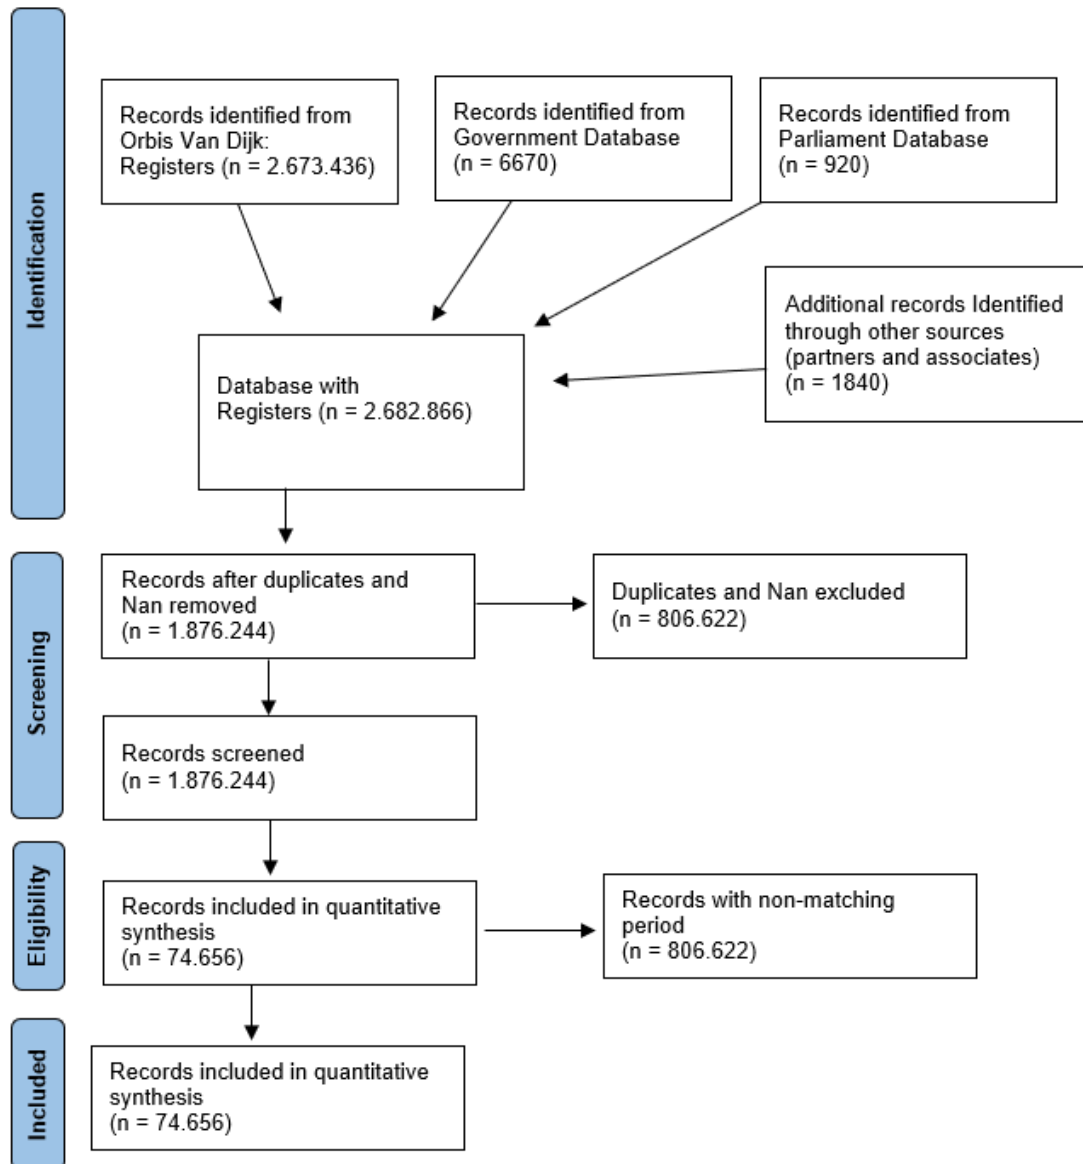 Identification
Records identified from
Orbis Van Dijk:
Registers (n = 2.673.436)
Records identified from
Government Database
(n = 6670)
Records identified from
Parliament Database
(n = 920)
Additional records Identified
through other sources
(partners and associates)
(n = 1840)
Database with
Registers (n = 2.682.866)
Screening
Records after duplicates and
Nan removed
(n = 1.876.244)
Duplicates and Nan excluded
(n = 806.622)
Records screened
(n = 1.876.244)
Eligibility
Records included in quantitative
synthesis
(n = 74.656)
Records with non-matching
period
(n = 806.622)
Included
Records included in quantitative
synthesis
(n = 74.656)